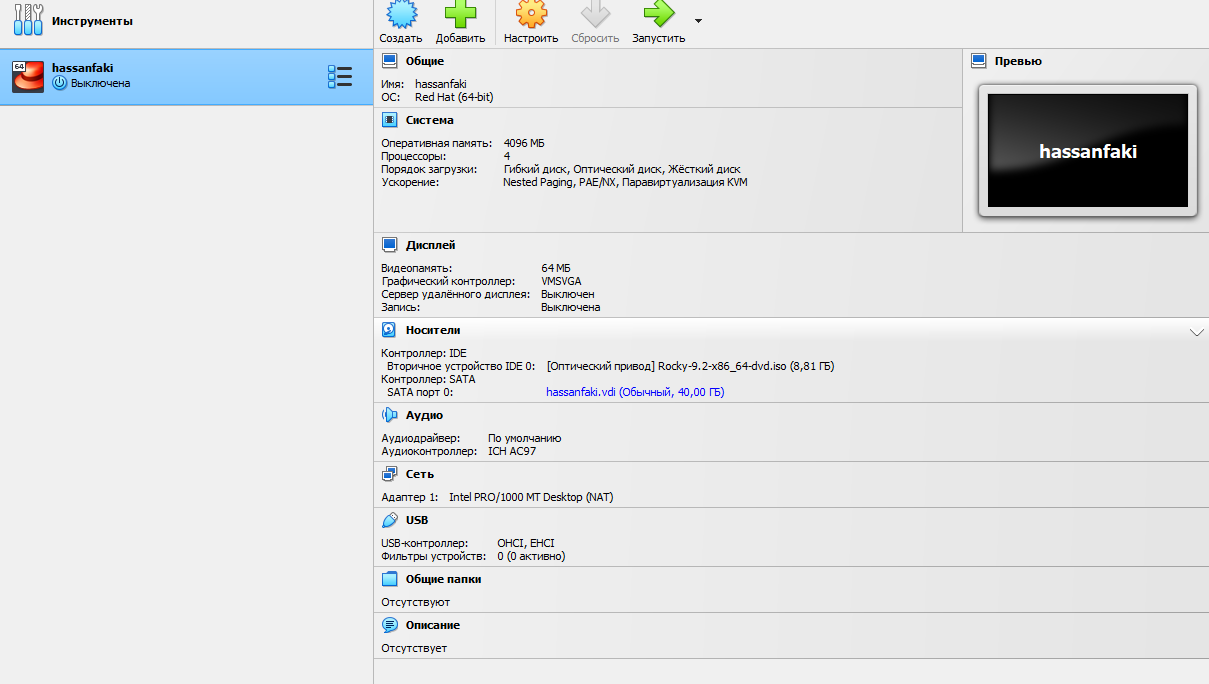 Инструменты
Создать Добавить Настроить Сбросить Запустить
64
hassanfaki
Выключена
Общие
Имя: hassanfaki
ОС: Red Hat (64-bit)
Превью
hassanfaki
Система
Оперативная память: 4096 МБ
Процессоры: 4
Порядок загрузки: Гибкий диск, Оптический диск, Жёсткий диск
Ускорение: Nested Paging, PAE/NX, Паравиртуализация KVM
Дисплей
Видеопамять: 64 МБ
Графический контроллер: VMSVGA
Сервер удалённого дисплея: Выключен
Запись: Выключена
Носители
Контроллер: IDE
Вторичное устройство IDE 0: [Оптический привод] Rocky-9.2-x86_64-dvd.iso (8,81 ГБ)
Контроллер: SATA
SATA порт 0: hassanfaki.vdi (Обычный, 40,00 ГБ)
Аудио
Аудиодрайвер: По умолчанию
Аудиоконтроллер: ICH AC97
Сеть
Адаптер 1: Intel PRO/1000 MT Desktop (NAT)
USB
USB-контроллер: OHCI, EHCI
Фильтры устройств: 0 (0 активно)
Общие папки
Отсутствуют
Описание
Отсутствует